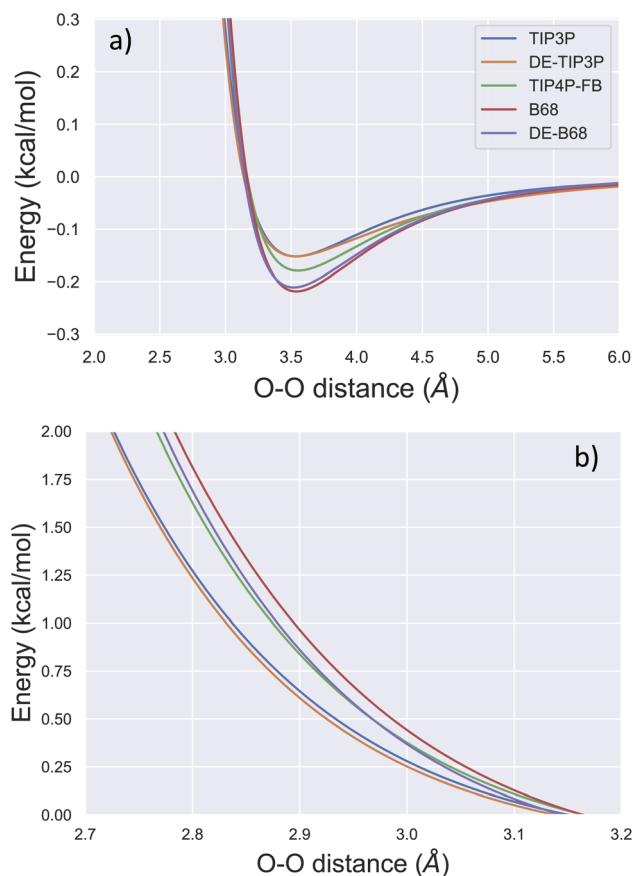 a)
TIP3P
DE-TIP3P
TIP4P-FB
B68
DE-B68
Energy (kcal/mol)
0.3
0.2
0.1
0.0
−0.1
−0.2
−0.3
2.0 2.5 3.0 3.5 4.0 4.5 5.0 5.5 6.0
O-O distance (Å)
b)
Energy (kcal/mol)
2.00
1.75
1.50
1.25
1.00
0.75
0.50
0.25
0.00
2.7 2.8 2.9 3.0 3.1 3.2
O-O distance (Å)